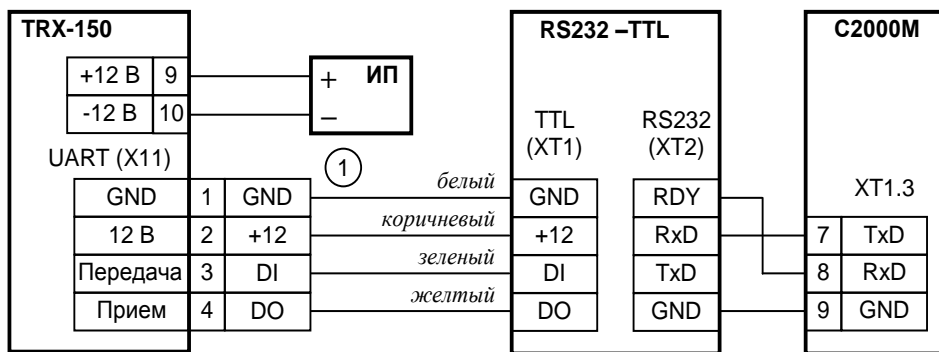 TRX-150
RS232 –TTL
C2000M
+12 В 9
-12 В 10
+ ИП
–
UART (X11)
1
TTL
(XT1)
RS232
(XT2)
XT1.3
GND 1 GND белый GND RDY
12 В 2 +12 коричневый +12 RxD 7 TxD
Передача 3 DI зеленый DI TxD 8 RxD
Прием 4 DO желтый DO GND 9 GND